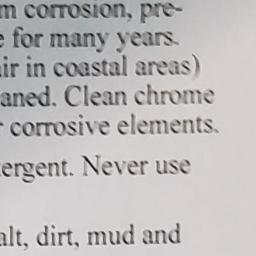 m corrosion, pre-
for many years.
ir in coastal areas)
aned. Clean chrome
corrosive elements.
ergent. Never use
alt, dirt, mud and